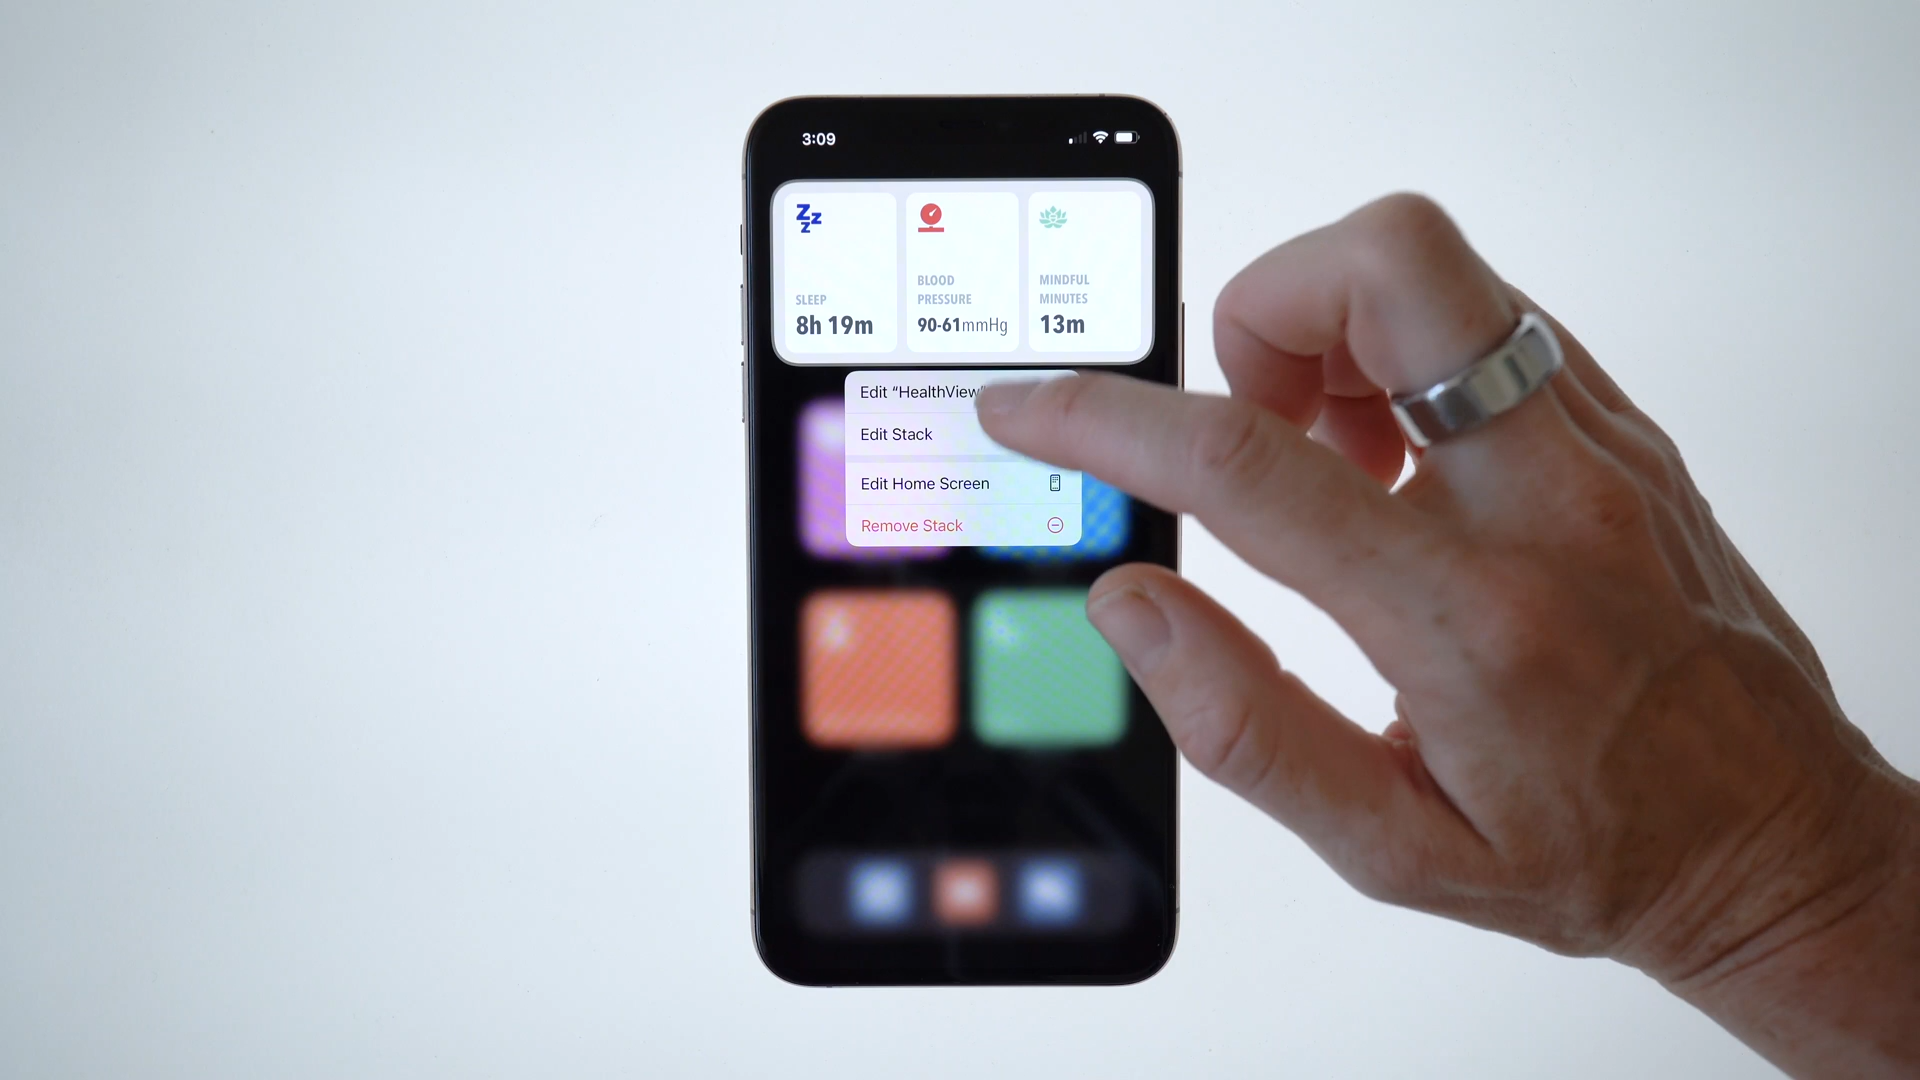 3:09
Zzz
SLEEP
8h 19m
BLOOD
PRESSURE
90-61mmHg
MINDFUL
MINUTES
13m
Edit “HealthView”
Edit Stack
Edit Home Screen
Remove Stack